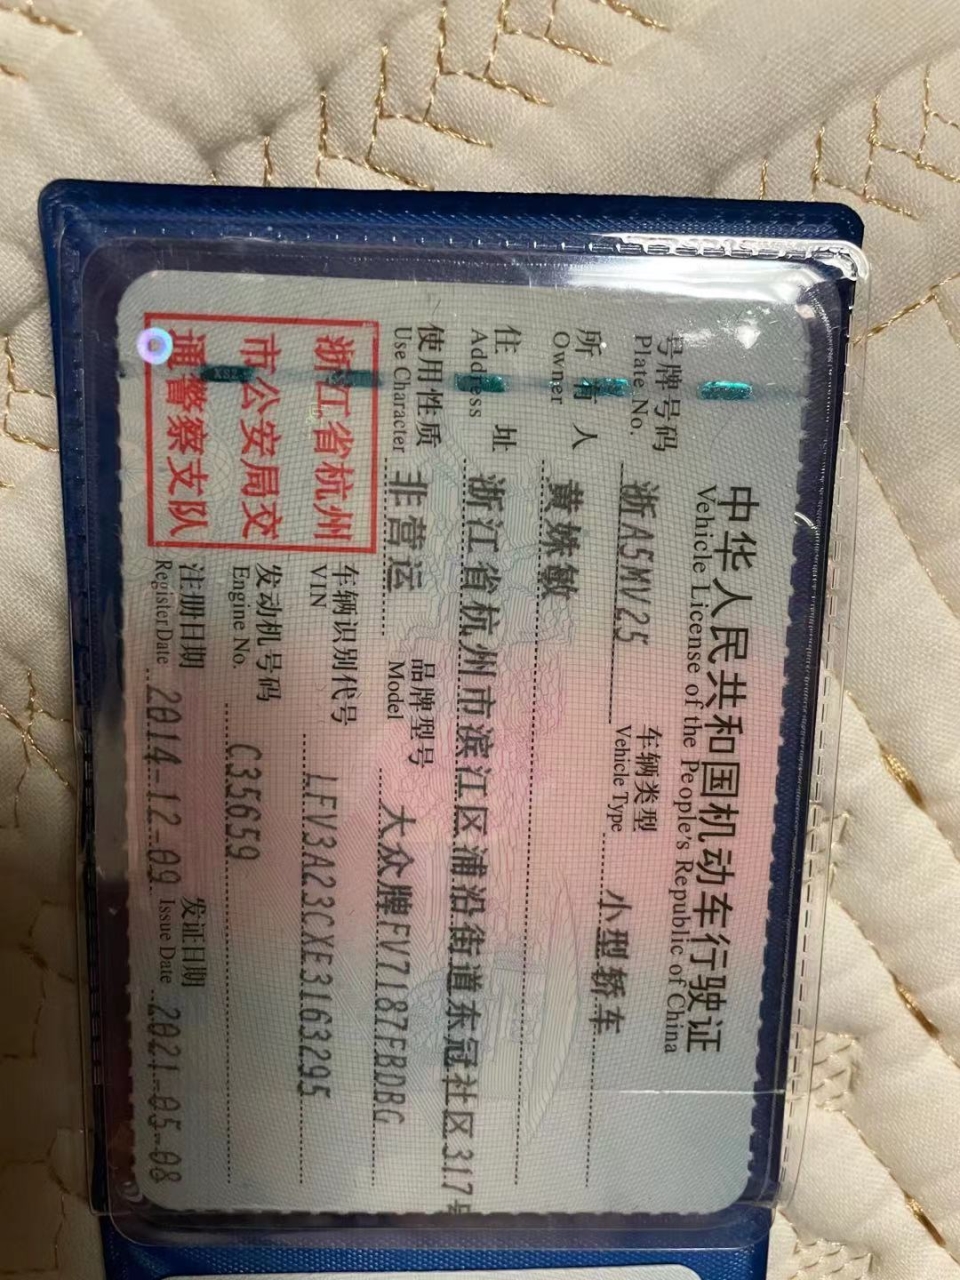 中华人民共和国机动车行驶证
Vehicle License of the People's Republic of China
号牌号码 浙A5MV25 车辆类型 小型轿车
Plate No. Vehicle Type
所有人 黄姝敏
Owner
住址 浙江省杭州市滨江区浦沿街道东冠社区317号
Address
使用性质 非营运 品牌型号 大众牌FV7187FBDBG
Use Character Model
浙江省杭州市公安局交通警察支队
车辆识别代号 LFV3A23CXE3163295
VIN
发动机号码 C35659
Engine No.
注册日期 2014-12-09 发证日期 2021-05-08
Register Date Issue Date